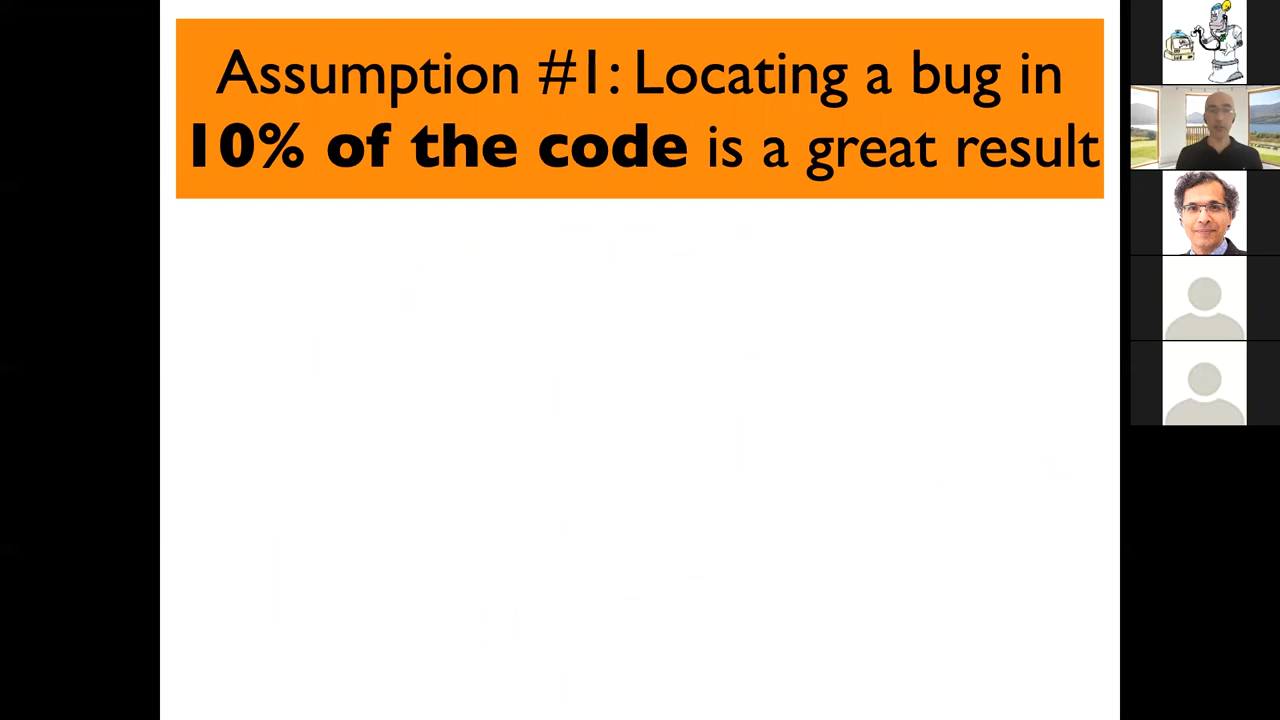 Assumption #1: Locating a bug in
10% of the code is a great result